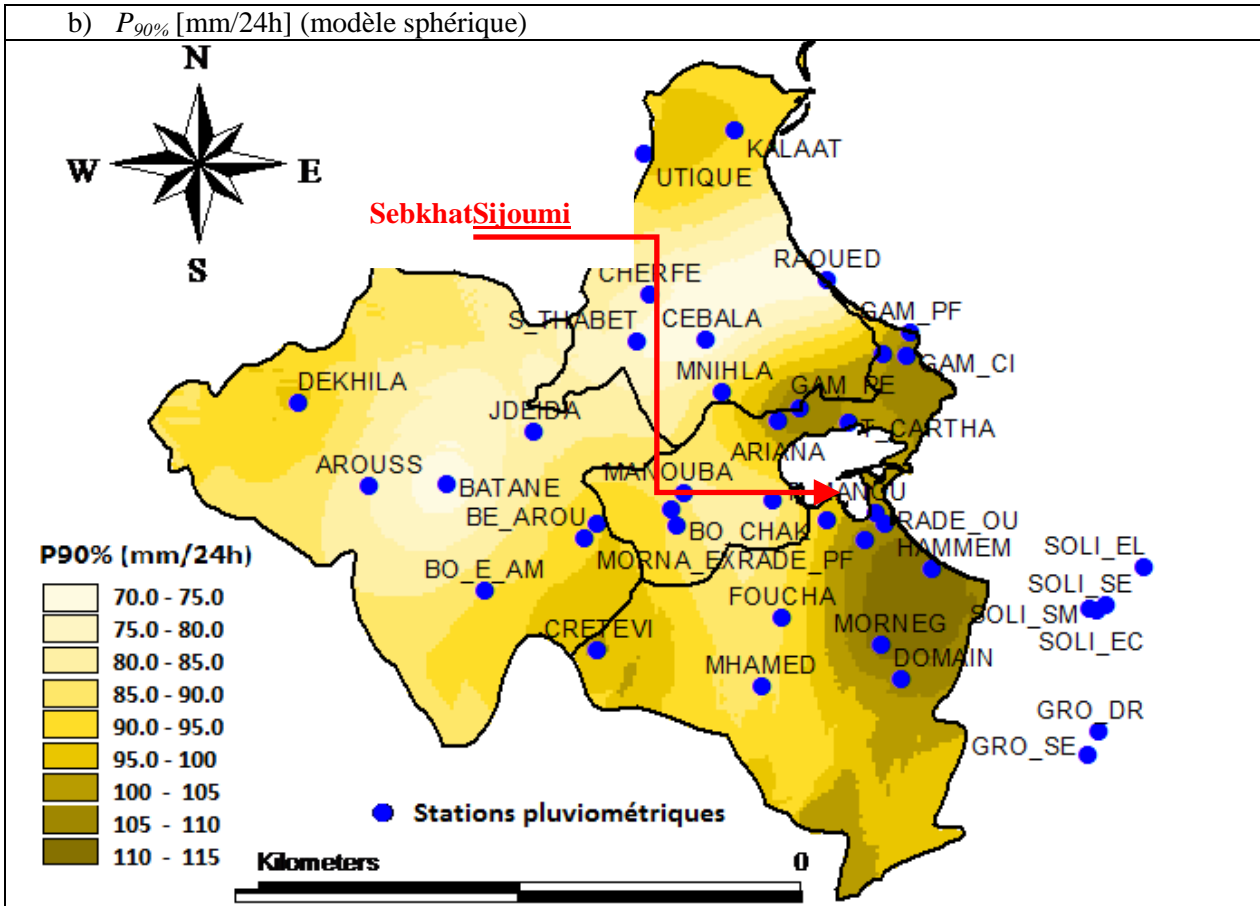 b) P90% [mm/24h] (modèle sphérique)
N
W
E
S
SebkhatSijoumi
KALAAT
UTIQUE
RAOUED
CHERFE
GAM_PF
S_THABET
CEBALA
GAM_CI
MNIHLA
DEKHILA
GAM_PE
JDEIDA
T_CARTHA
ARIANA
AROUSS
MANOUBA
BATANE
BE_AROU
BO_CHAK
RADE_OU
HAMMEM
MORNA_EX
RADE_PF
SOLI_EL
BO_E_AM
SOLI_SE
FOUCHA
SOLI_SM
CRETEVI
MORNEG
SOLI_EC
MHAMED
DOMAIN
GRO_DR
GRO_SE
P90% (mm/24h)
70.0 - 75.0
75.0 - 80.0
80.0 - 85.0
85.0 - 90.0
90.0 - 95.0
95.0 - 100
100 - 105
105 - 110
110 - 115
Stations pluviométriques
Kilometers
0